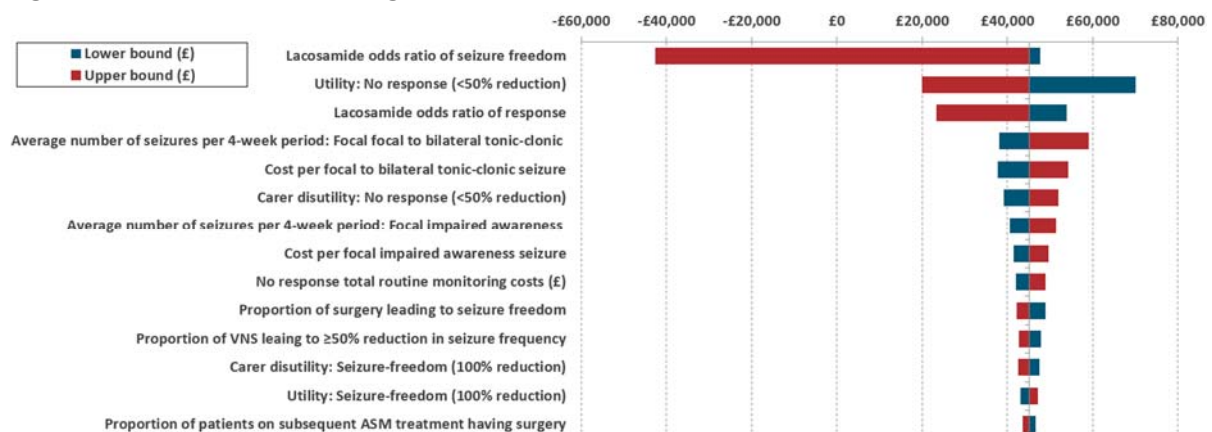 -£60,000 -£40,000 -£20,000 £0 £20,000 £40,000 £60,000 £80,000
Lower bound (£)
Upper bound (£)
Lacosamide odds ratio of seizure freedom
Utility: No response (<50% reduction)
Lacosamide odds ratio of response
Average number of seizures per 4-week period: Focal focal to bilateral tonic-clonic
Cost per focal to bilateral tonic-clonic seizure
Carer disutility: No response (<50% reduction)
Average number of seizures per 4-week period: Focal impaired awareness
Cost per focal impaired awareness seizure
No response total routine monitoring costs (£)
Proportion of surgery leading to seizure freedom
Proportion of VNS leaing to ≥50% reduction in seizure frequency
Carer disutility: Seizure-freedom (100% reduction)
Utility: Seizure-freedom (100% reduction)
Proportion of patients on subsequent ASM treatment having surgery